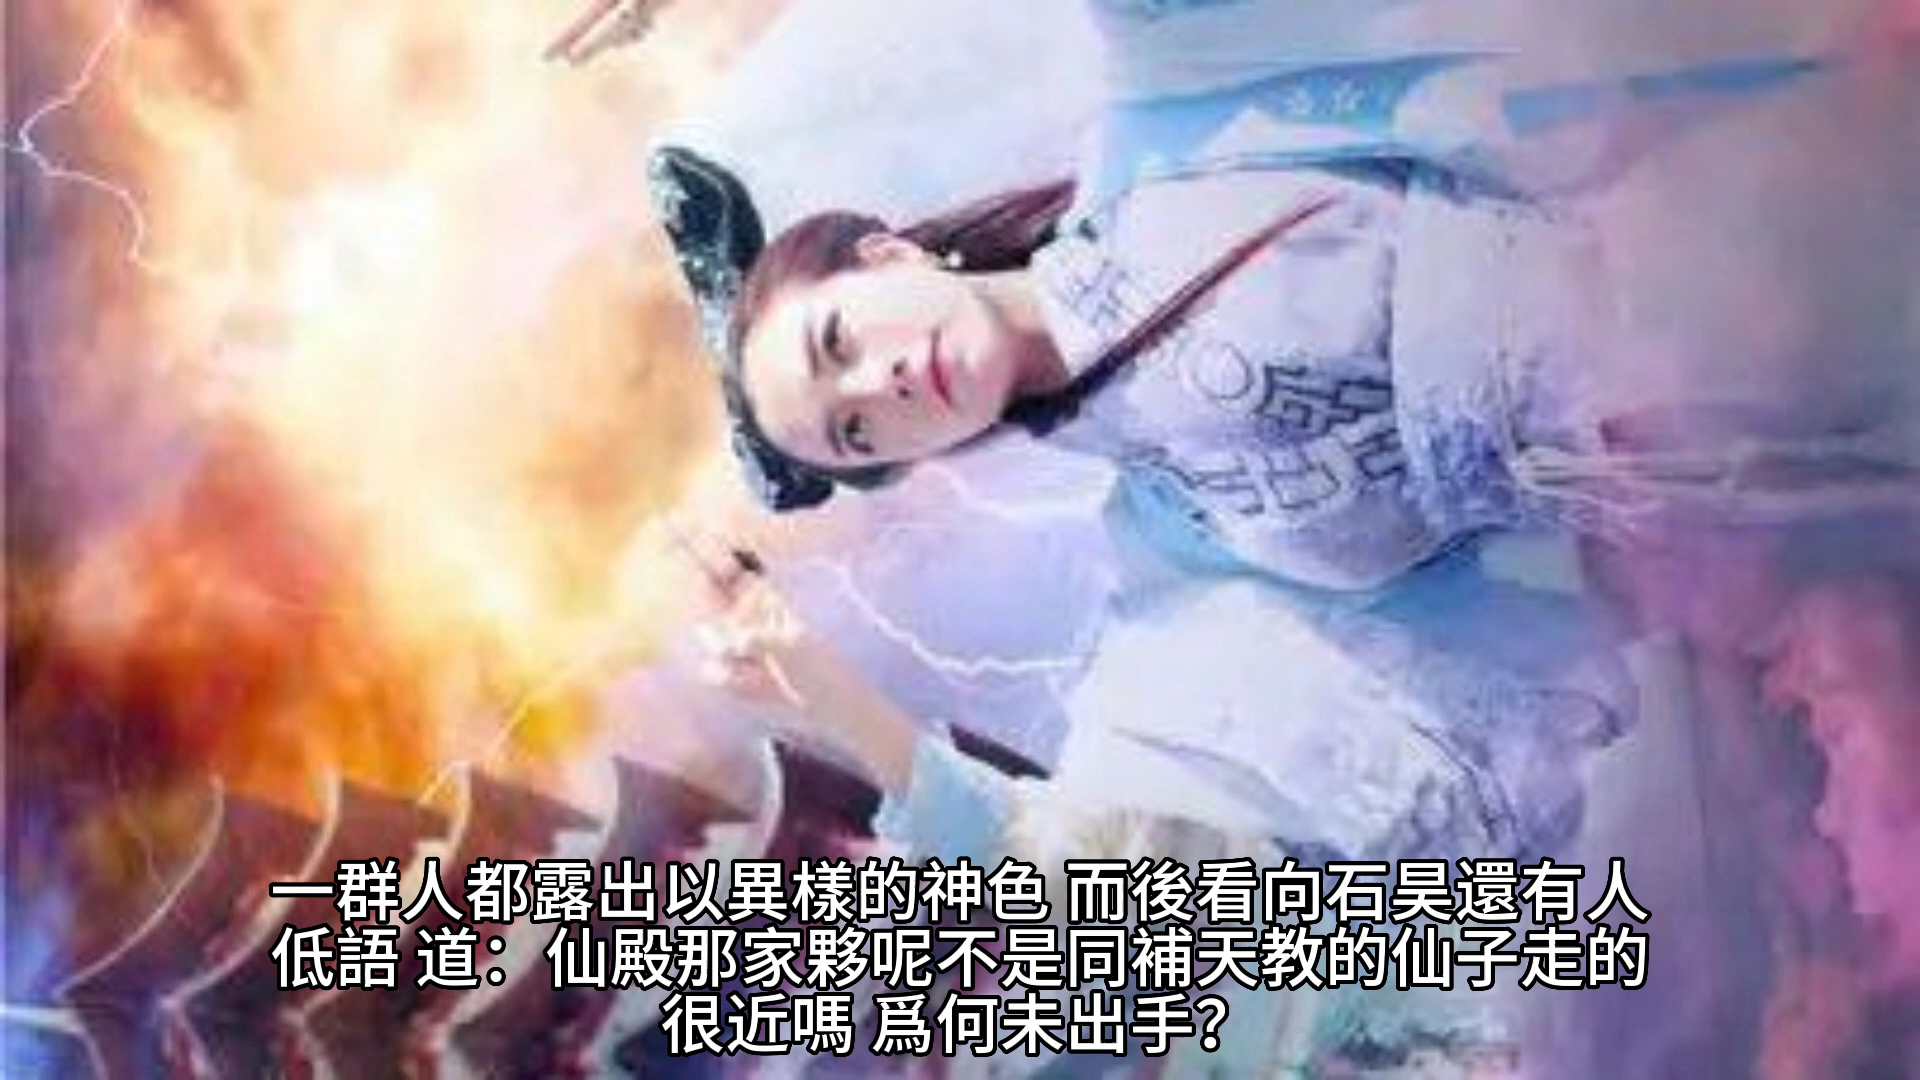 一群人都露出以異樣的神色 而後看向石昊還有人
低語 道：仙殿那家夥呢不是同補天教的仙子走的
很近嗎 爲何未出手？